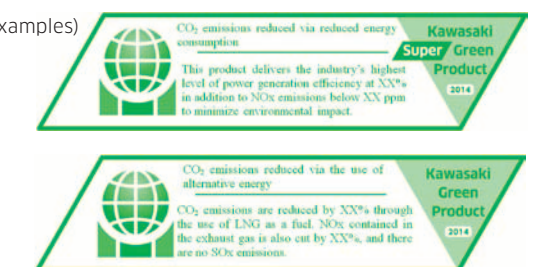 xamples)
CO₂ emissions reduced via reduced energy
consumption
This product delivers the industry's highest
level of power generation efficiency at XX%
in addition to NOx emissions below XX ppm
to minimize environmental impact.
Kawasaki
Super Green
Product
2014
CO₂ emissions reduced via the use of
alternative energy
CO₂ emissions are reduced by XX% through
the use of LNG as a fuel. NOx contained in
the exhaust gas is also cut by XX%, and there
are no SOx emissions.
Kawasaki
Green
Product
2014